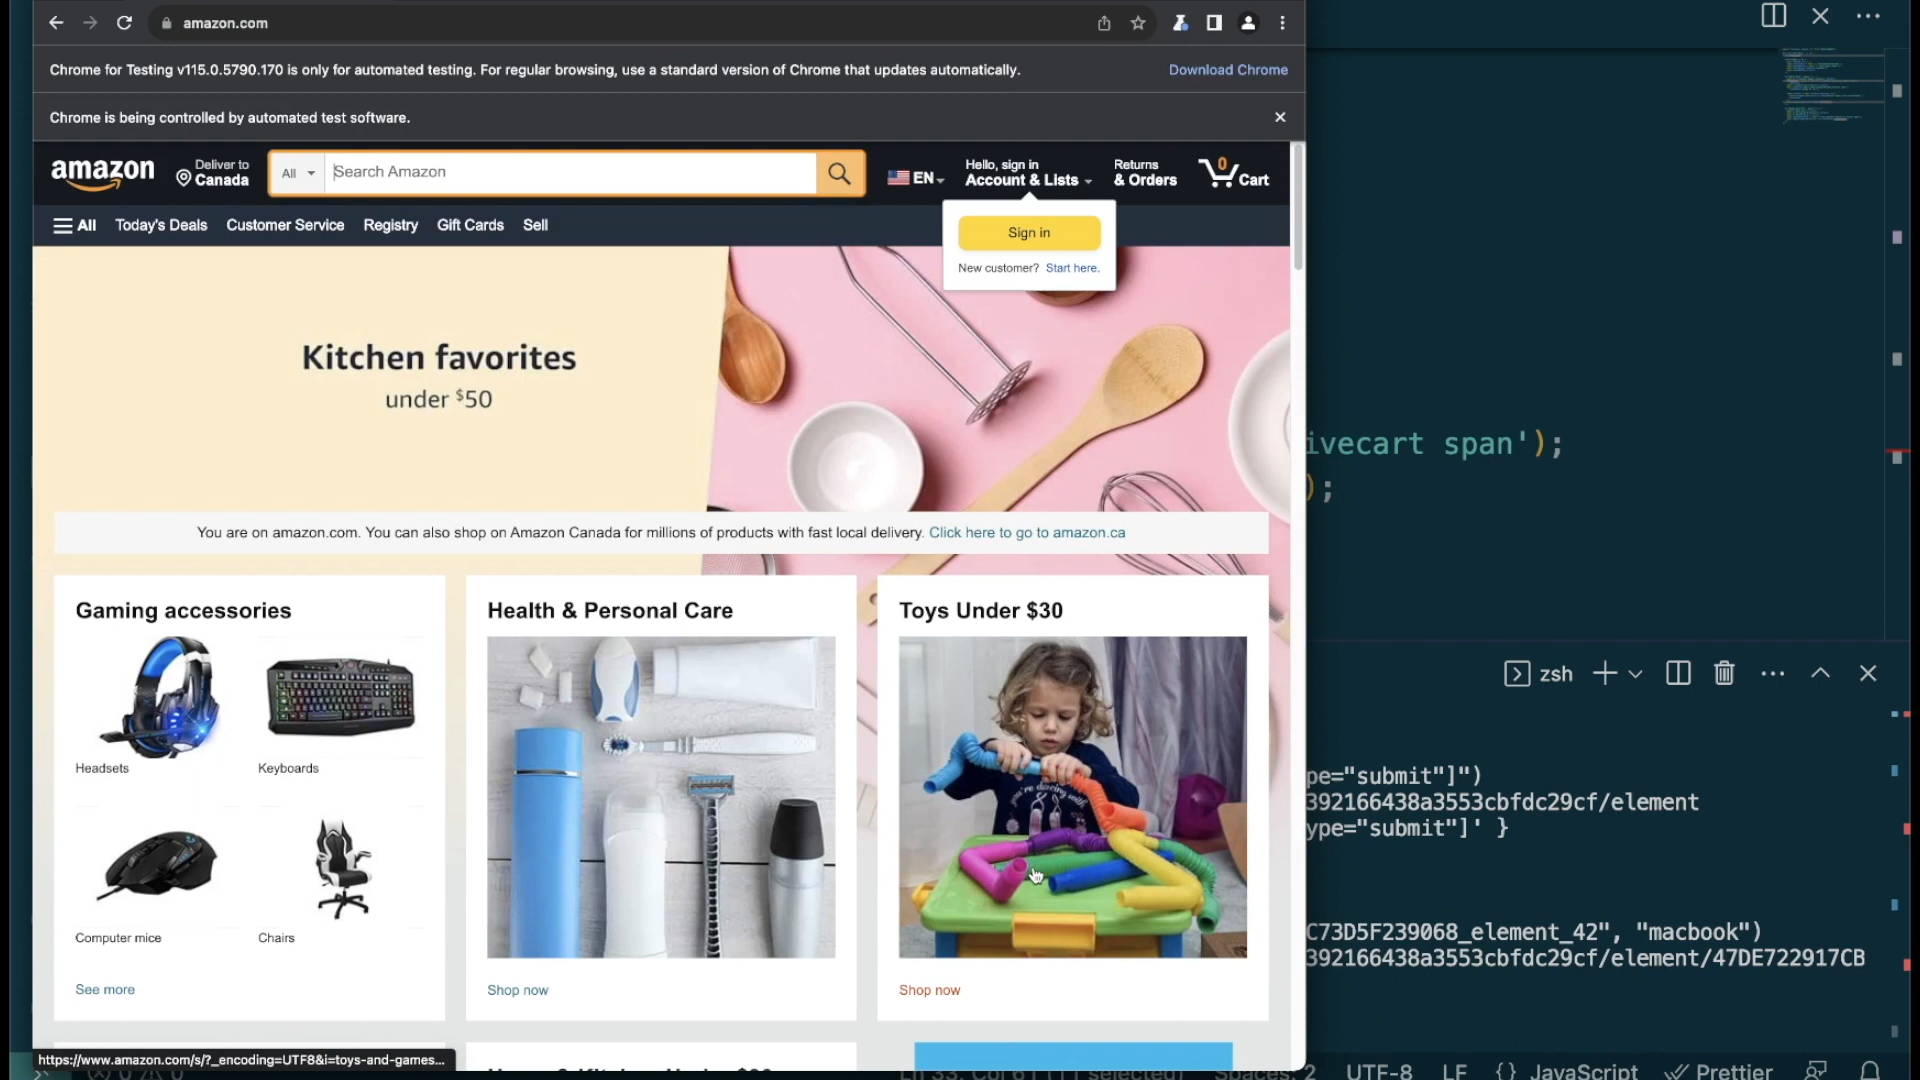 amazon.com
Chrome for Testing v115.0.5790.170 is only for automated testing. For regular browsing, use a standard version of Chrome that updates automatically.
Download Chrome
Chrome is being controlled by automated test software.
amazon
Deliver to
Canada
All
Search Amazon
EN
Hello, sign in
Account & Lists
Returns
& Orders
0
Cart
All
Today's Deals
Customer Service
Registry
Gift Cards
Sell
Sign in
New customer? Start here.
Kitchen favorites
under $50
ivecart span');
);
You are on amazon.com. You can also shop on Amazon Canada for millions of products with fast local delivery. Click here to go to amazon.ca
Gaming accessories
Health & Personal Care
Toys Under $30
Headsets
Keyboards
Computer mice
Chairs
See more
Shop now
Shop now
zsh
ype="submit"]")
392166438a3553cbfdc29cf/element
ype="submit"]' }
C73D5F239068_element_42", "macbook")
392166438a3553cbfdc29cf/element/47DE722917CB
https://www.amazon.com/s/?_encoding=UTF8&i=toys-and-games...
UTF-8
LF
{} JavaScript
Prettier